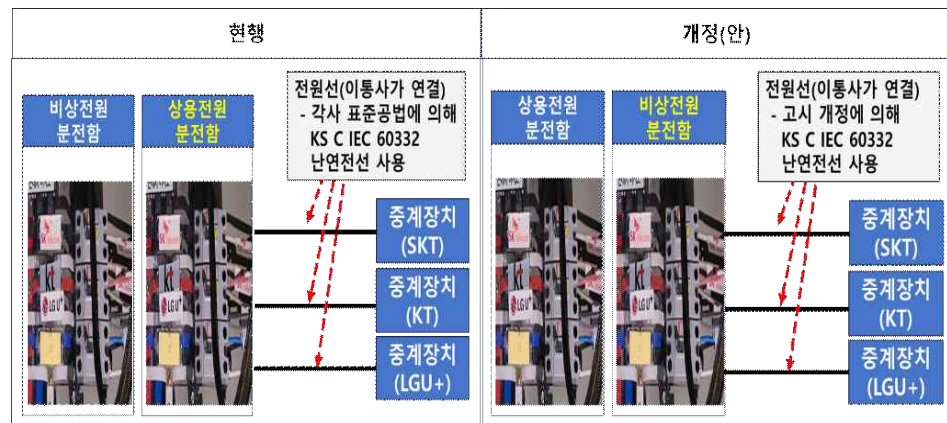 현행
개정(안)
비상전원
분전함
상용전원
분전함
전원선(이통사가 연결)
- 각사 표준공법에 의해
KS C IEC 60332
난연전선 사용
중계장치
(SKT)
중계장치
(KT)
중계장치
(LGU+)
LG U+
상용전원
분전함
비상전원
분전함
전원선(이통사가 연결)
- 고시 개정에 의해
KS C IEC 60332
난연전선 사용
중계장치
(SKT)
중계장치
(KT)
중계장치
(LGU+)
LG U+